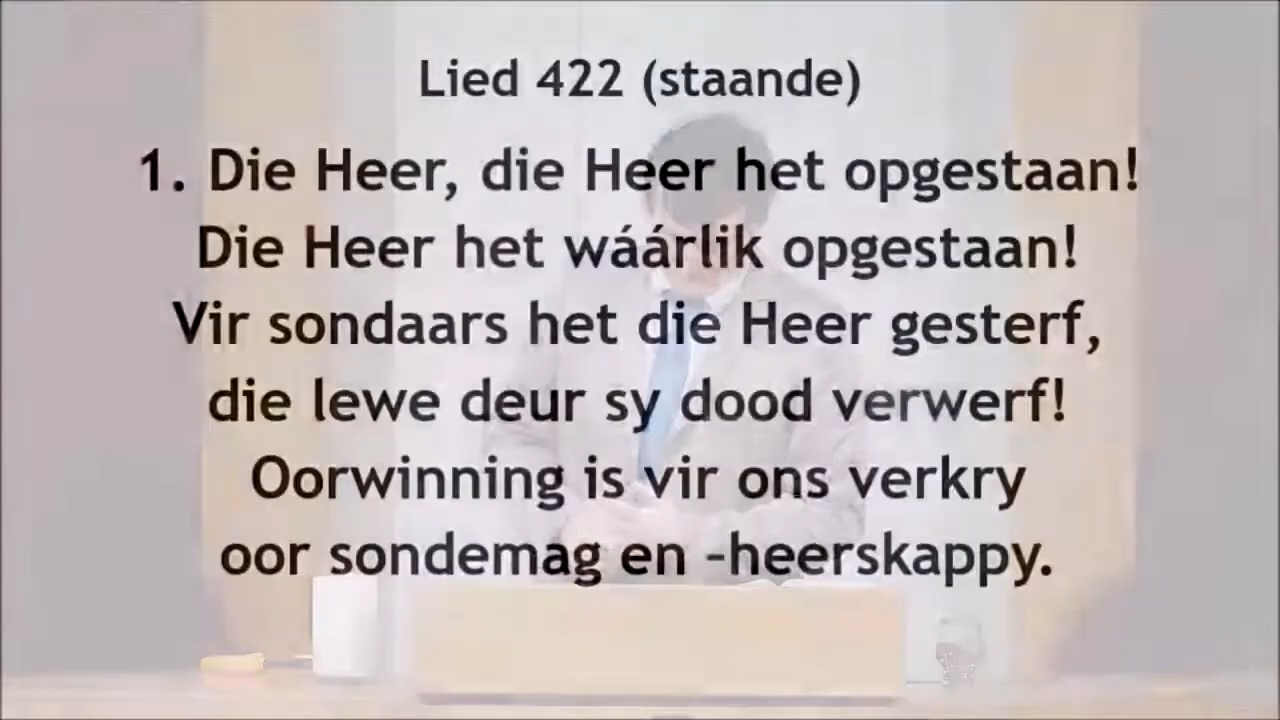 Lied 422 (staande)
1. Die Heer, die Heer het opgestaan!
Die Heer het wáárlik opgestaan!
Vir sondaars het die Heer gesterf,
die lewe deur sy dood verwerf!
Oorwinning is vir ons verkry
oor sondemag en -heerskappy.